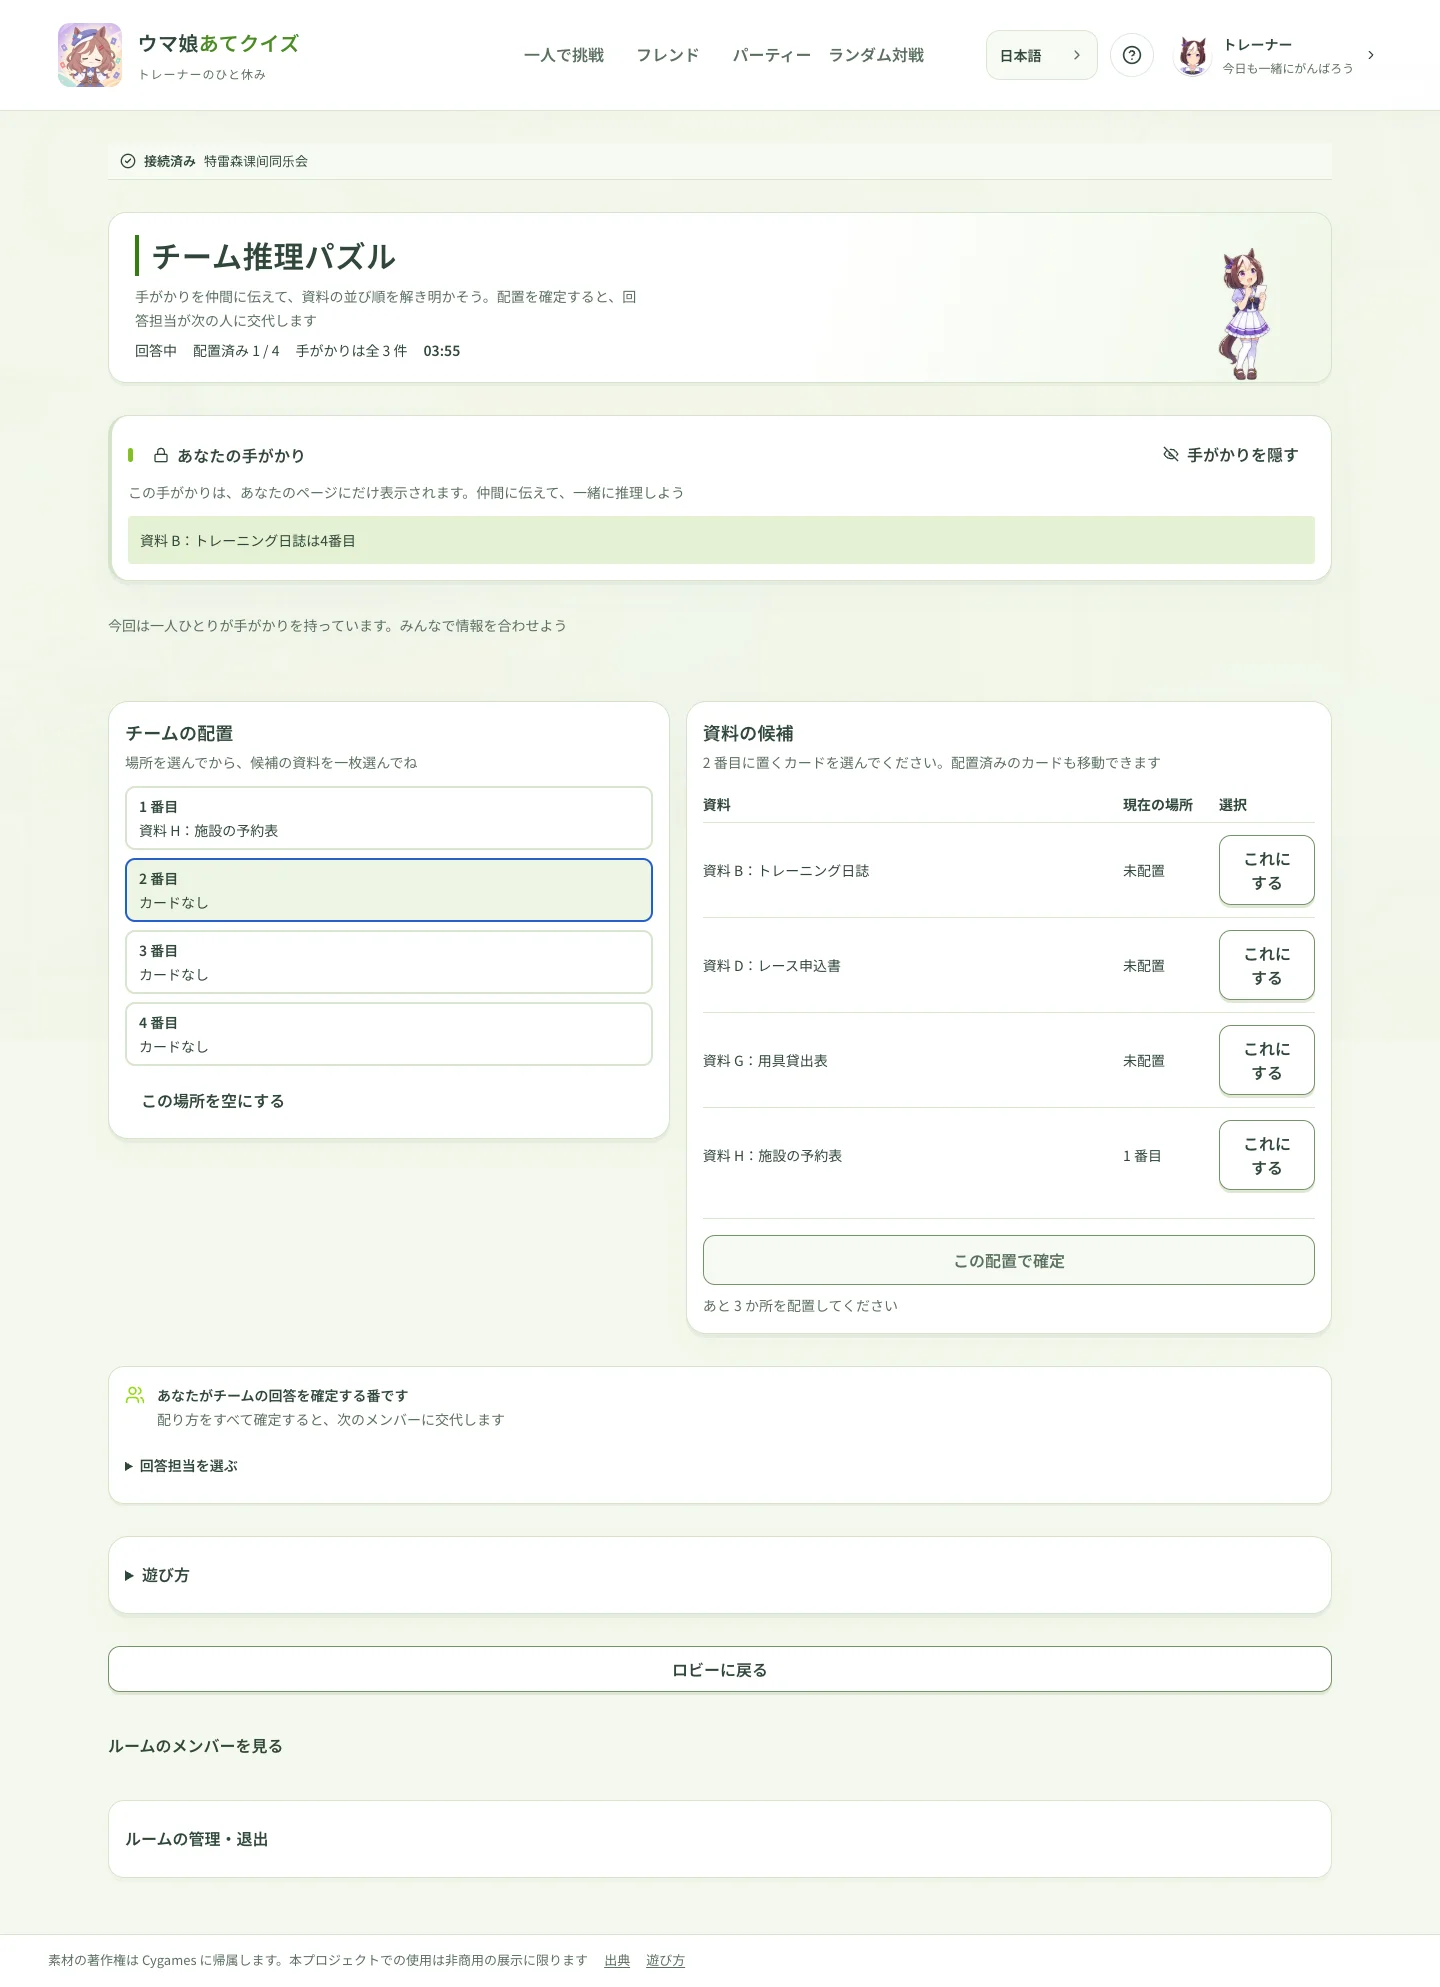 ウマ娘あてクイズ
トレーナーのひと休み
一人で挑戦
フレンド
パーティー
ランダム対戦
日本語
トレーナー
今日も一緒にがんばろう
接続済み 特雷森课间同乐会
チーム推理パズル
手がかりを仲間に伝えて、資料の並び順を解き明かそう。配置を確定すると、回
答担当が次の人に交代します
回答中 配置済み 1 / 4 手がかりは全 3 件 03:55
あなたの手がかり
手がかりを隠す
この手がかりは、あなたのページにだけ表示されます。仲間に伝えて、一緒に推理しよう
資料 B：トレーニング日誌は4番目
今回は一人ひとりが手がかりを持っています。みんなで情報を合わせよう
チームの配置
場所を選んでから、候補の資料を一枚選んでね
1 番目
資料 H：施設の予約表
2 番目
カードなし
3 番目
カードなし
4 番目
カードなし
この場所を空にする
資料の候補
2 番目に置くカードを選んでください。配置済みのカードも移動できます
資料 現在の場所 選択
資料 B：トレーニング日誌 未配置
これに
する
資料 D：レース申込書 未配置
これに
する
資料 G：用具貸出表 未配置
これに
する
資料 H：施設の予約表 1 番目
これに
する
この配置で確定
あと 3 か所を配置してください
あなたがチームの回答を確定する番です
配り方をすべて確定すると、次のメンバーに交代します
回答担当を選ぶ
遊び方
ロビーに戻る
ルームのメンバーを見る
ルームの管理・退出
素材の著作権は Cygames に帰属します。本プロジェクトでの使用は非商用の展示に限ります 出典 遊び方